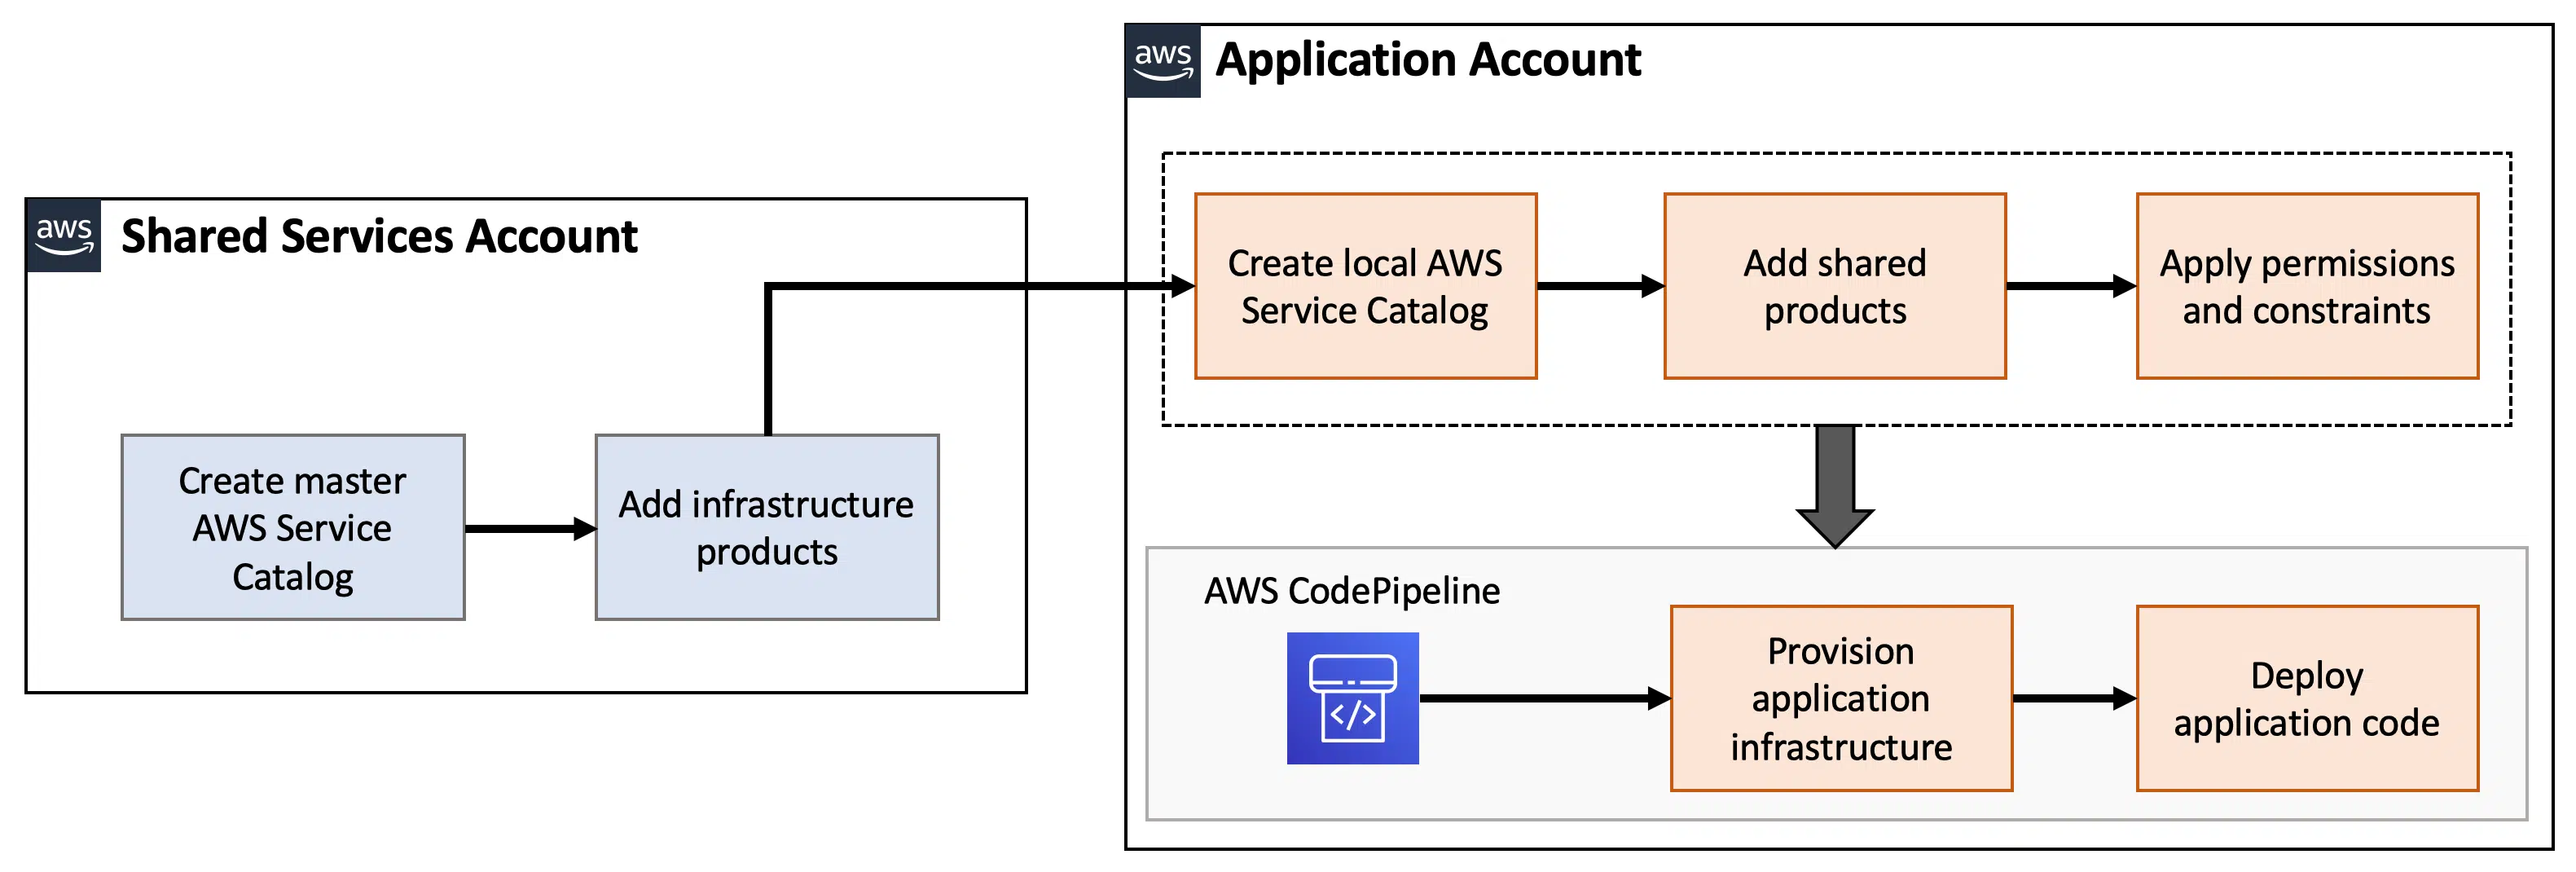 aws
Shared Services Account
Create master
AWS Service
Catalog
Add infrastructure
products
aws
Application Account
Create local AWS
Service Catalog
Add shared
products
Apply permissions
and constraints
AWS CodePipeline
</>
Provision
application
infrastructure
Deploy
application code